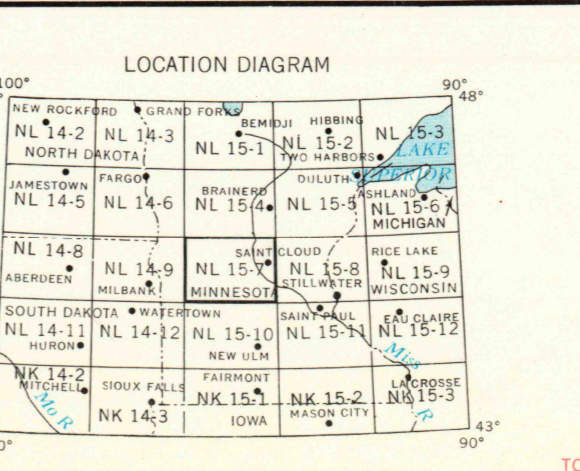 LOCATION DIAGRAM
100°
90°
48°
NEW ROCKFORD
GRAND FORKS
BEMIDJI
HIBBING
NL 14-2
NL 14-3
NL 15-1
NL 15-2
NL 15-3
NORTH DAKOTA
TWO HARBORS
LAKE
SUPERIOR
JAMESTOWN
FARGO
BRAINERD
DULUTH
ASHLAND
NL 14-5
NL 14-6
NL 15-4
NL 15-5
NL 15-6
MICHIGAN
NL 14-8
SAINT CLOUD
RICE LAKE
ABERDEEN
NL 14-9
NL 15-7
NL 15-8
NL 15-9
MILBANK
MINNESOTA
STILLWATER
WISCONSIN
SOUTH DAKOTA
WATERTOWN
SAINT PAUL
EAU CLAIRE
NL 14-11
NL 14-12
NL 15-10
NL 15-11
NL 15-12
HURON
NEW ULM
Miss
R
NK 14-2
MITCHELL
SIOUX FALLS
FAIRMONT
LA CROSSE
Mo R
NK 14-3
NK 15-1
NK 15-2
NK 15-3
IOWA
MASON CITY
43°
90°
0°
TO